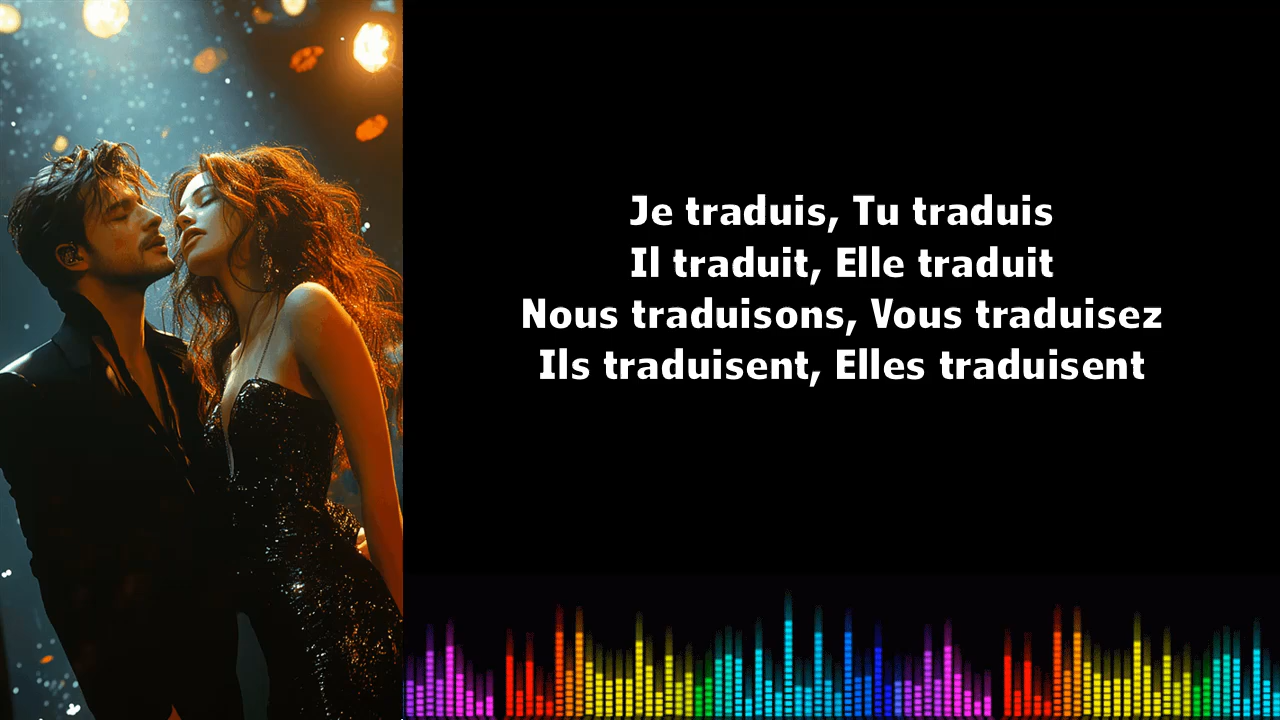 Je traduis, Tu traduis
Il traduit, Elle traduit
Nous traduisons, Vous traduisez
Ils traduisent, Elles traduisent